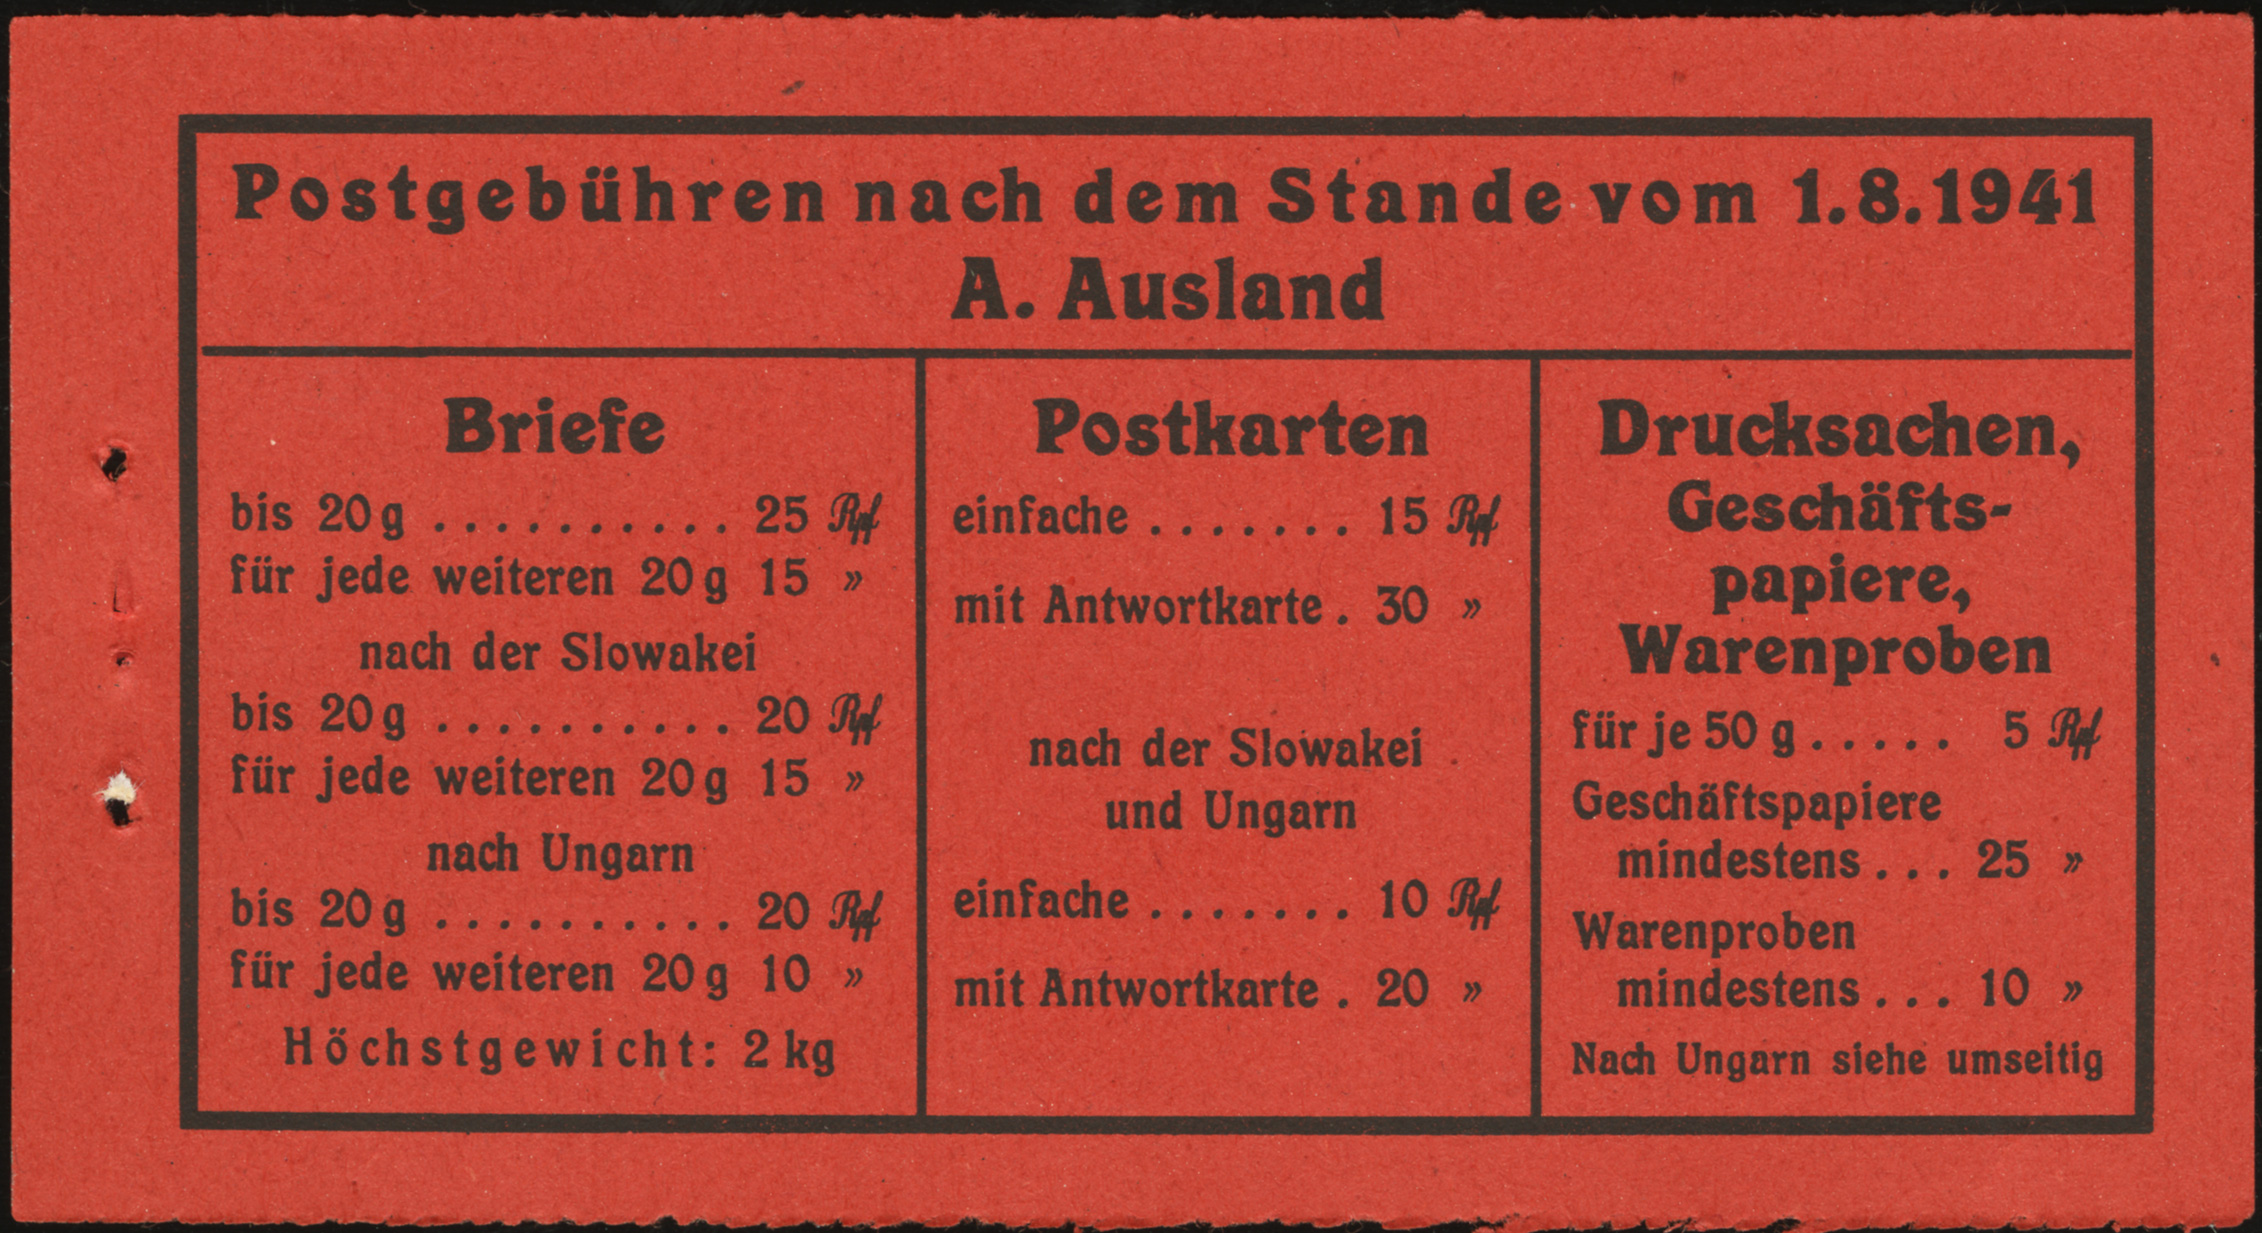 Postgebühren nach dem Stande vom 1.8.1941
A. Ausland
Briefe
bis 20 g .......... 25 Rpf
für jede weiteren 20 g 15 »
nach der Slowakei
bis 20 g .......... 20 Rpf
für jede weiteren 20 g 15 »
nach Ungarn
bis 20 g .......... 20 Rpf
für jede weiteren 20 g 10 »
Höchstgewicht: 2 kg
Postkarten
einfache ....... 15 Rpf
mit Antwortkarte . 30 »
nach der Slowakei
und Ungarn
einfache ....... 10 Rpf
mit Antwortkarte . 20 »
Drucksachen,
Geschäfts-
papiere,
Warenproben
für je 50 g ..... 5 Rpf
Geschäftspapiere
mindestens ... 25 »
Warenproben
mindestens ... 10 »
Nach Ungarn siehe umseitig